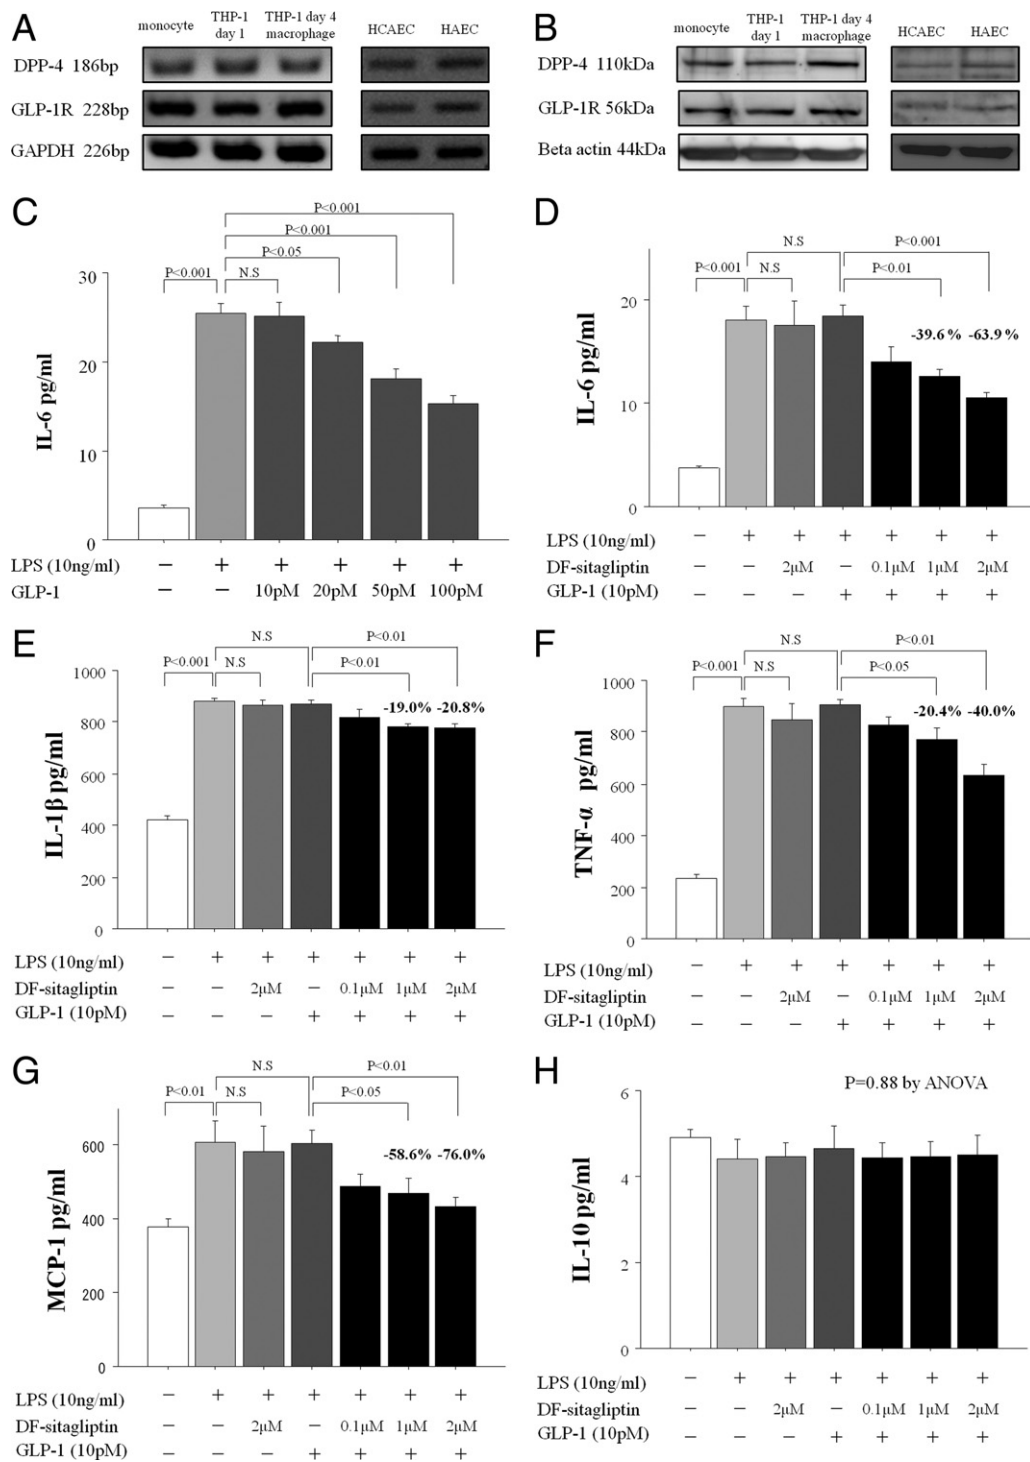 A
monocyte THP-1 day 1 THP-1 day 4 macrophage HCAEC HAEC
DPP-4 186bp
GLP-1R 228bp
GAPDH 226bp
B
monocyte THP-1 day 1 THP-1 day 4 macrophage HCAEC HAEC
DPP-4 110kDa
GLP-1R 56kDa
Beta actin 44kDa
C
P<0.001
P<0.001
P<0.05
P<0.001 N.S
IL-6 pg/ml
30
20
10
0
LPS (10ng/ml) − + + + + +
GLP-1 − − 10pM 20pM 50pM 100pM
D
N.S P<0.001
P<0.001 N.S P<0.01
-39.6% -63.9%
IL-6 pg/ml
20
10
0
LPS (10ng/ml) − + + + + + +
DF-sitagliptin − − 2μM − 0.1μM 1μM 2μM
GLP-1 (10pM) − − − + + + +
E
N.S P<0.01
P<0.001 N.S P<0.01
-19.0% -20.8%
IL-1β pg/ml
1000
800
600
400
200
0
LPS (10ng/ml) − + + + + + +
DF-sitagliptin − − 2μM − 0.1μM 1μM 2μM
GLP-1 (10pM) − − − + + + +
F
N.S P<0.01
P<0.001 N.S P<0.05
-20.4% -40.0%
TNF-α pg/ml
1000
800
600
400
200
0
LPS (10ng/ml) − + + + + + +
DF-sitagliptin − − 2μM − 0.1μM 1μM 2μM
GLP-1 (10pM) − − − + + + +
G
N.S P<0.01
P<0.01 N.S P<0.05
-58.6% -76.0%
MCP-1 pg/ml
600
400
200
0
LPS (10ng/ml) − + + + + + +
DF-sitagliptin − − 2μM − 0.1μM 1μM 2μM
GLP-1 (10pM) − − − + + + +
H
P=0.88 by ANOVA
IL-10 pg/ml
6
4
2
0
LPS (10ng/ml) − + + + + + +
DF-sitagliptin − − 2μM − 0.1μM 1μM 2μM
GLP-1 (10pM) − − − + + + +